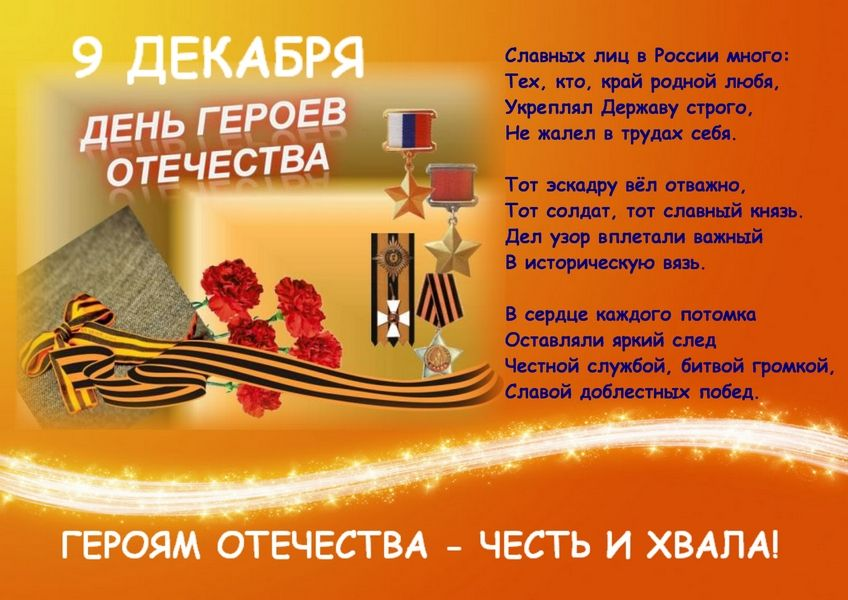 9 ДЕКАБРЯ
ДЕНЬ ГЕРОЕВ
ОТЕЧЕСТВА
Славных лиц в России много:
Тех, кто, край родной любя,
Укреплял Державу строго,
Не жалел в трудах себя.
Тот эскадру вёл отважно,
Тот солдат, тот славный князь.
Дел узор вплетали важный
В историческую вязь.
В сердце каждого потомка
Оставляли яркий след
Честной службой, битвой громкой,
Славой доблестных побед.
ГЕРОЯМ ОТЕЧЕСТВА - ЧЕСТЬ И ХВАЛА!